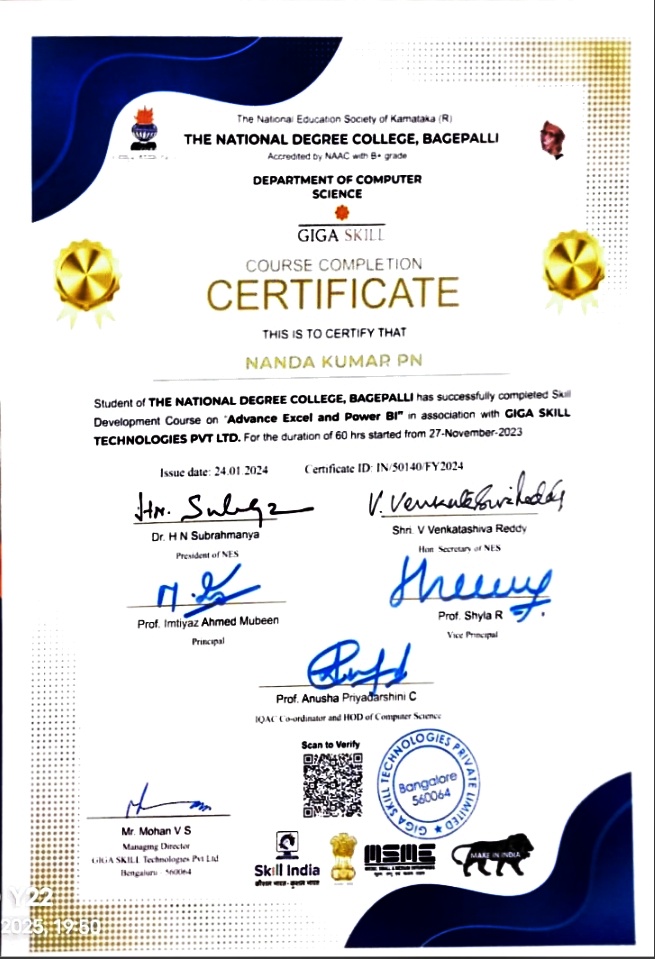 The National Education Society of Karnataka (R)
THE NATIONAL DEGREE COLLEGE, BAGEPALLI
Accredited by NAAC with B+ grade
DEPARTMENT OF COMPUTER
SCIENCE
GIGA SKILL
COURSE COMPLETION
CERTIFICATE
THIS IS TO CERTIFY THAT
NANDA KUMAR PN
Student of THE NATIONAL DEGREE COLLEGE, BAGEPALLI has successfully completed Skill
Development Course on "Advance Excel and Power BI" in association with GIGA SKILL
TECHNOLOGIES PVT LTD. For the duration of 60 hrs started from 27-November-2023
Issue date: 24.01.2024 Certificate ID: IN/50140/FY2024
V. Venkatashiva Reddy
Dr. H N Subrahmanya
Shri. V Venkatashiva Reddy
President of NES
Hon. Secretary of NES
Prof. Imtiyaz Ahmed Mubeen
Prof. Shyla R
Principal
Vice Principal
Prof. Anusha Priyadarshini C
IQAC Co-ordinator and HOD of Computer Science
Scan to Verify
GIGA SKILL TECHNOLOGIES PRIVATE LIMITED
Bangalore
560064
Mr. Mohan V S
Managing Director
GIGA SKILL Technologies Pvt Ltd
Bengaluru - 560064
Skill India
कौशल भारत - कुशल भारत
MSME
MAKE IN INDIA
Y22
2025, 19:50